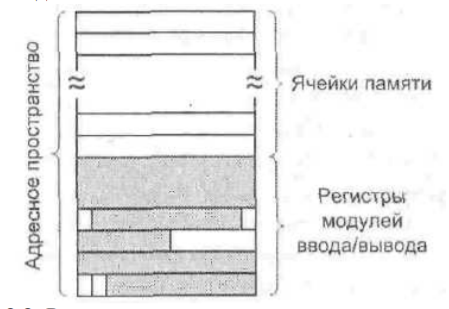 Адресное пространство
Ячейки памяти
Регистры
модулей
ввода/вывода